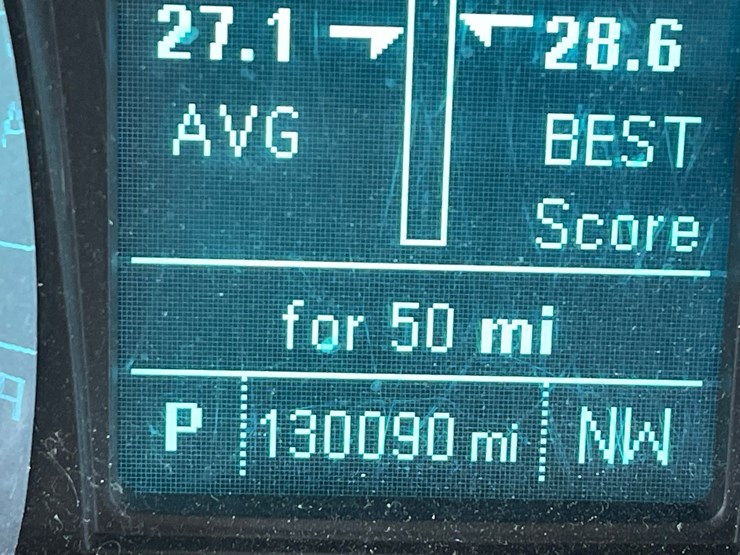 27.1 28.6
AVG BEST
Score
for 50 mi
P 130090 mi NW